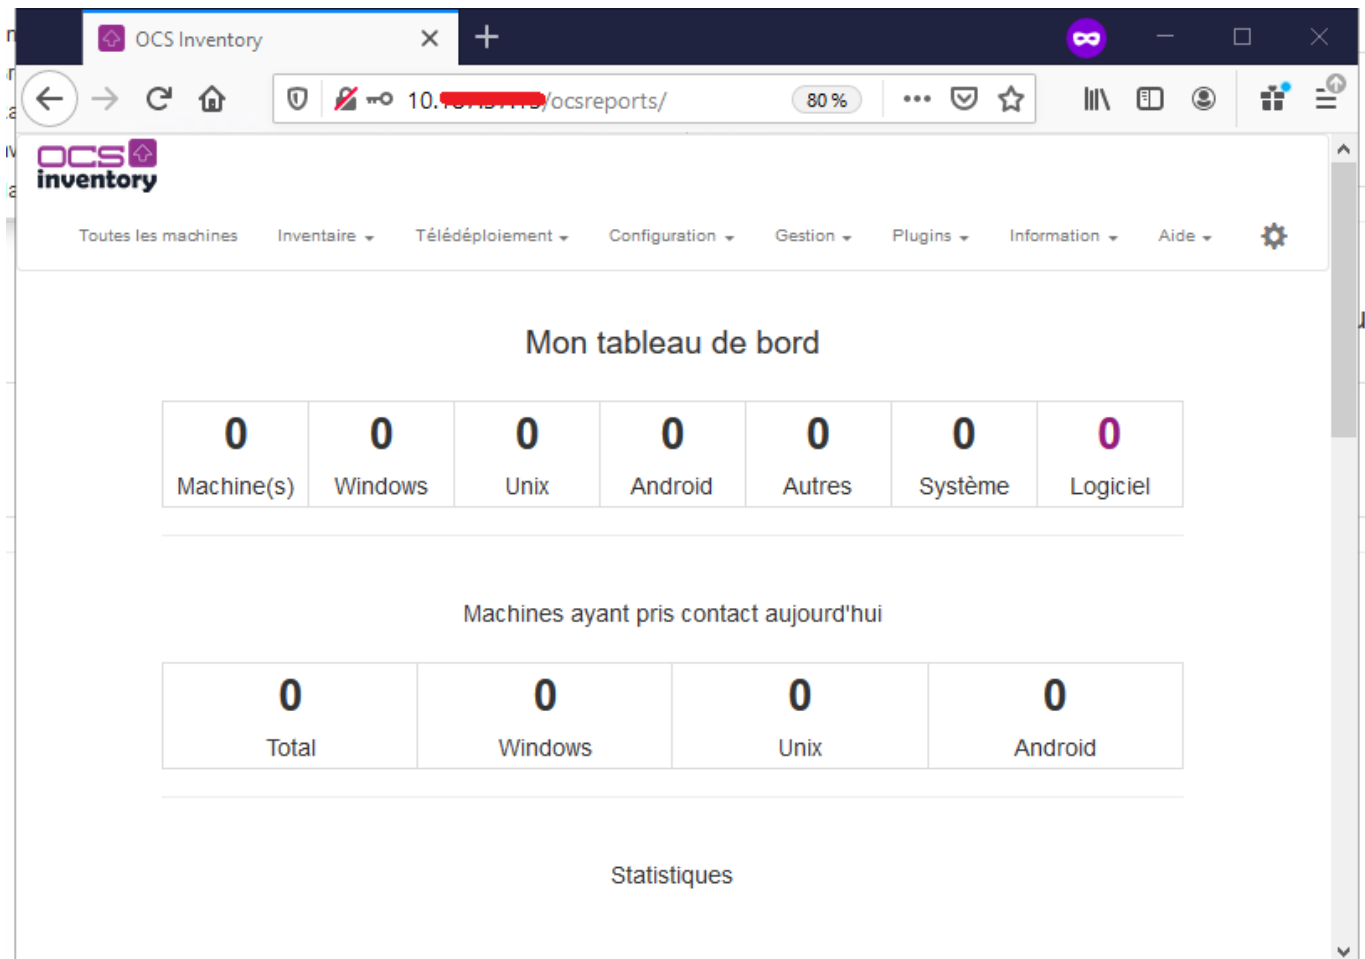 OCS Inventory
10. /ocsreports/ 80 %
OCS
inventory
Toutes les machines Inventaire Télédéploiement Configuration Gestion Plugins Information Aide
Mon tableau de bord
0 0 0 0 0 0 0
Machine(s) Windows Unix Android Autres Système Logiciel
Machines ayant pris contact aujourd'hui
0 0 0 0
Total Windows Unix Android
Statistiques